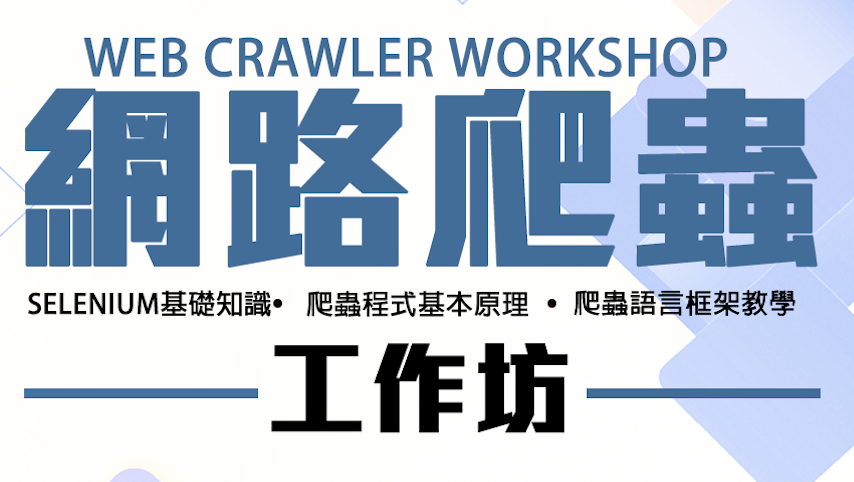 WEB CRAWLER WORKSHOP
網路爬蟲
SELENIUM基礎知識• 爬蟲程式基本原理 • 爬蟲語言框架教學
工作坊